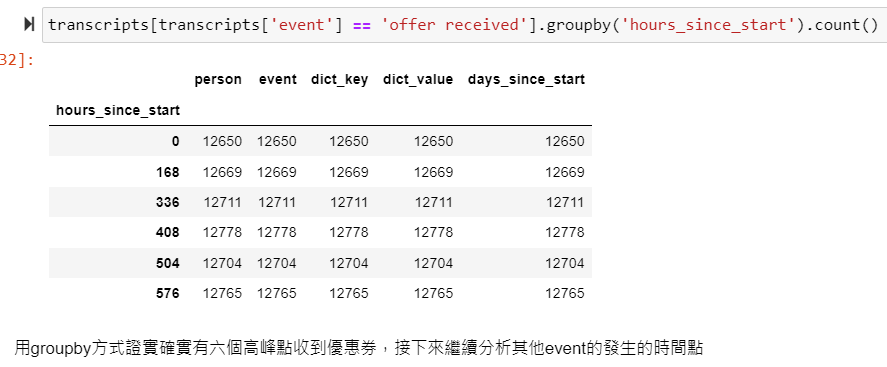 transcripts[transcripts['event'] == 'offer received'].groupby('hours_since_start').count()
32]:
person event dict_key dict_value days_since_start
hours_since_start
0 12650 12650 12650 12650 12650
168 12669 12669 12669 12669 12669
336 12711 12711 12711 12711 12711
408 12778 12778 12778 12778 12778
504 12704 12704 12704 12704 12704
576 12765 12765 12765 12765 12765
用groupby方式證實確實有六個高峰點收到優惠券，接下來繼續分析其他event的發生的時間點